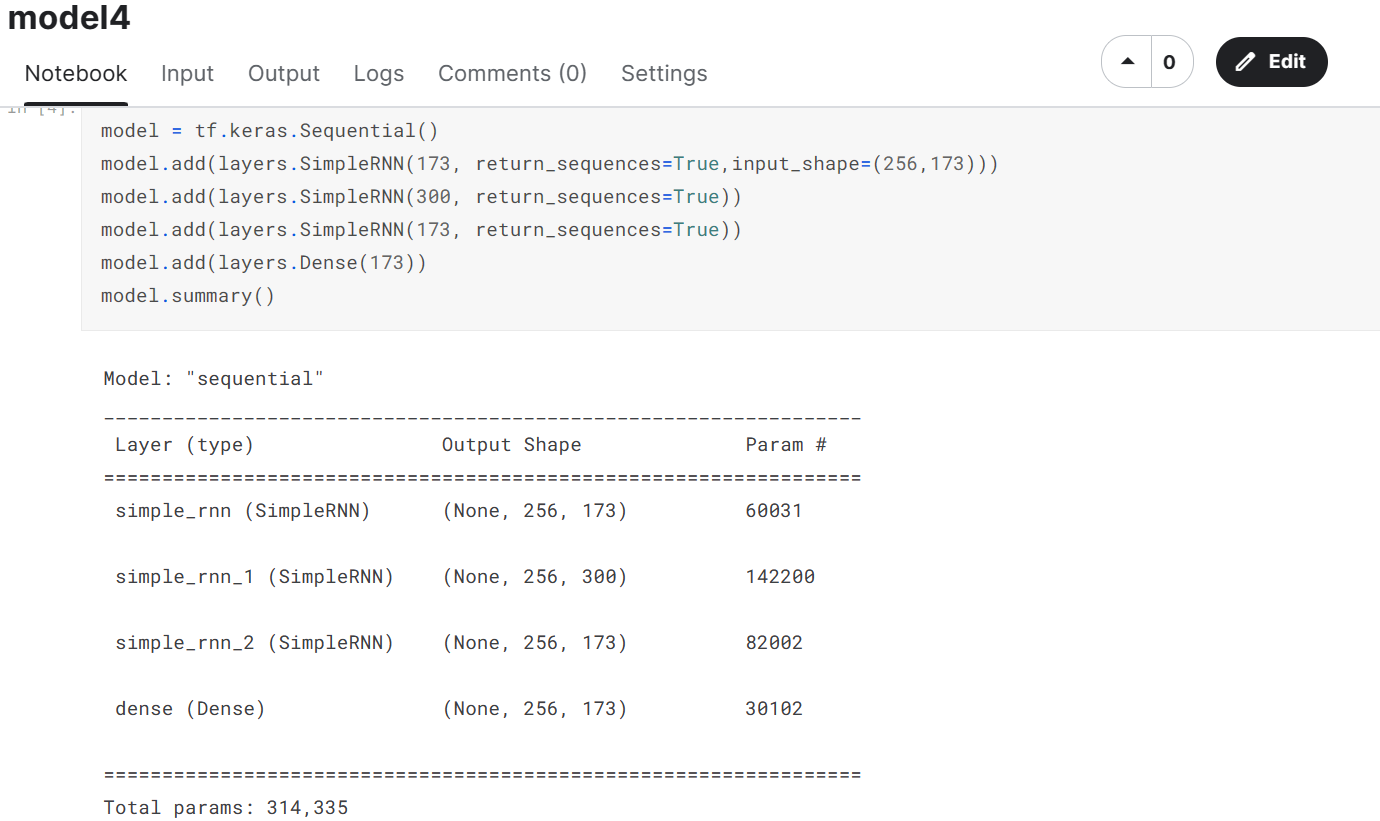 model4
Notebook Input Output Logs Comments (0) Settings
0 Edit
In [4]:
model = tf.keras.Sequential()
model.add(layers.SimpleRNN(173, return_sequences=True,input_shape=(256,173)))
model.add(layers.SimpleRNN(300, return_sequences=True))
model.add(layers.SimpleRNN(173, return_sequences=True))
model.add(layers.Dense(173))
model.summary()
Model: "sequential"
_________________________________________________________________
Layer (type) Output Shape Param #
=================================================================
simple_rnn (SimpleRNN) (None, 256, 173) 60031
simple_rnn_1 (SimpleRNN) (None, 256, 300) 142200
simple_rnn_2 (SimpleRNN) (None, 256, 173) 82002
dense (Dense) (None, 256, 173) 30102
=================================================================
Total params: 314,335